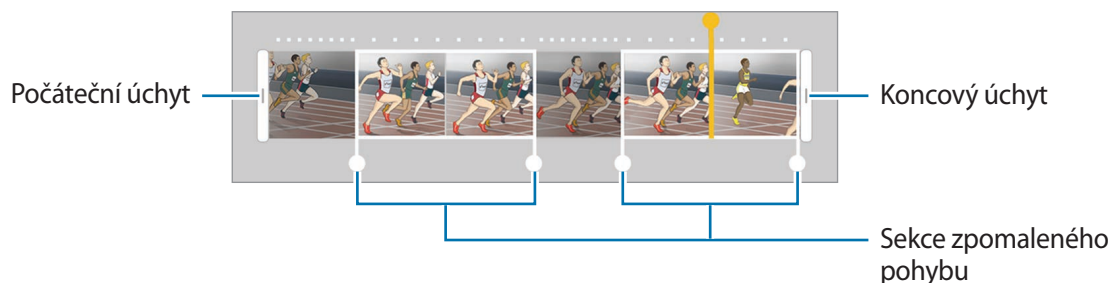 Počáteční úchyt
Koncový úchyt
Sekce zpomaleného
pohybu